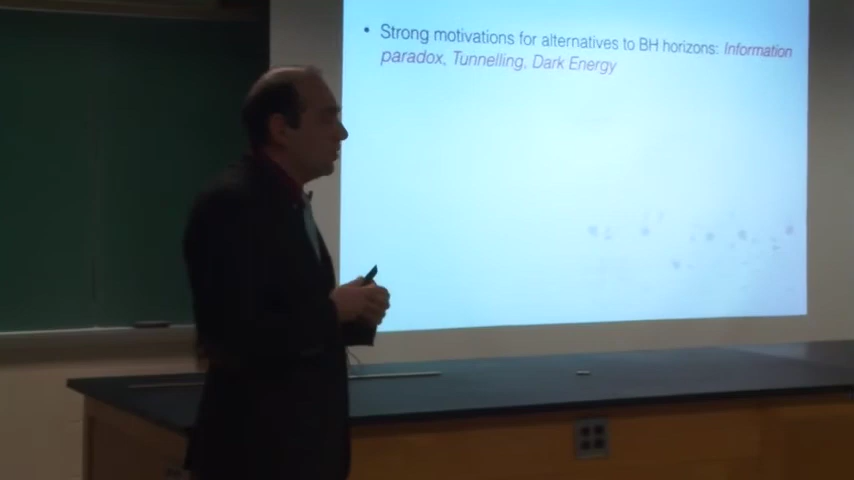 • Strong motivations for alternatives to BH horizons: Information
paradox, Tunnelling, Dark Energy